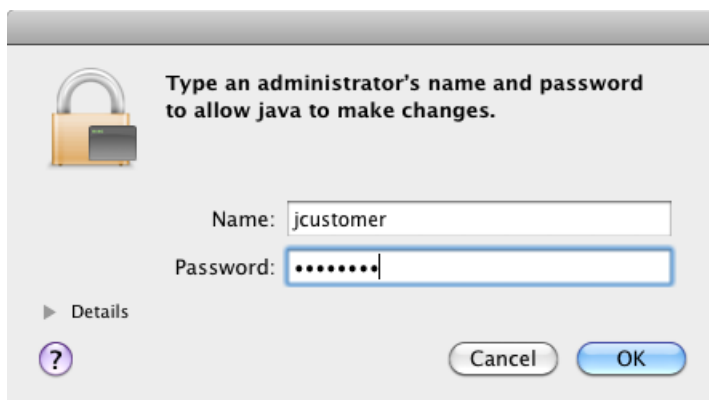 Type an administrator's name and password
to allow java to make changes.
Name: jcustomer
Password: ••••••••
Details
?
Cancel OK